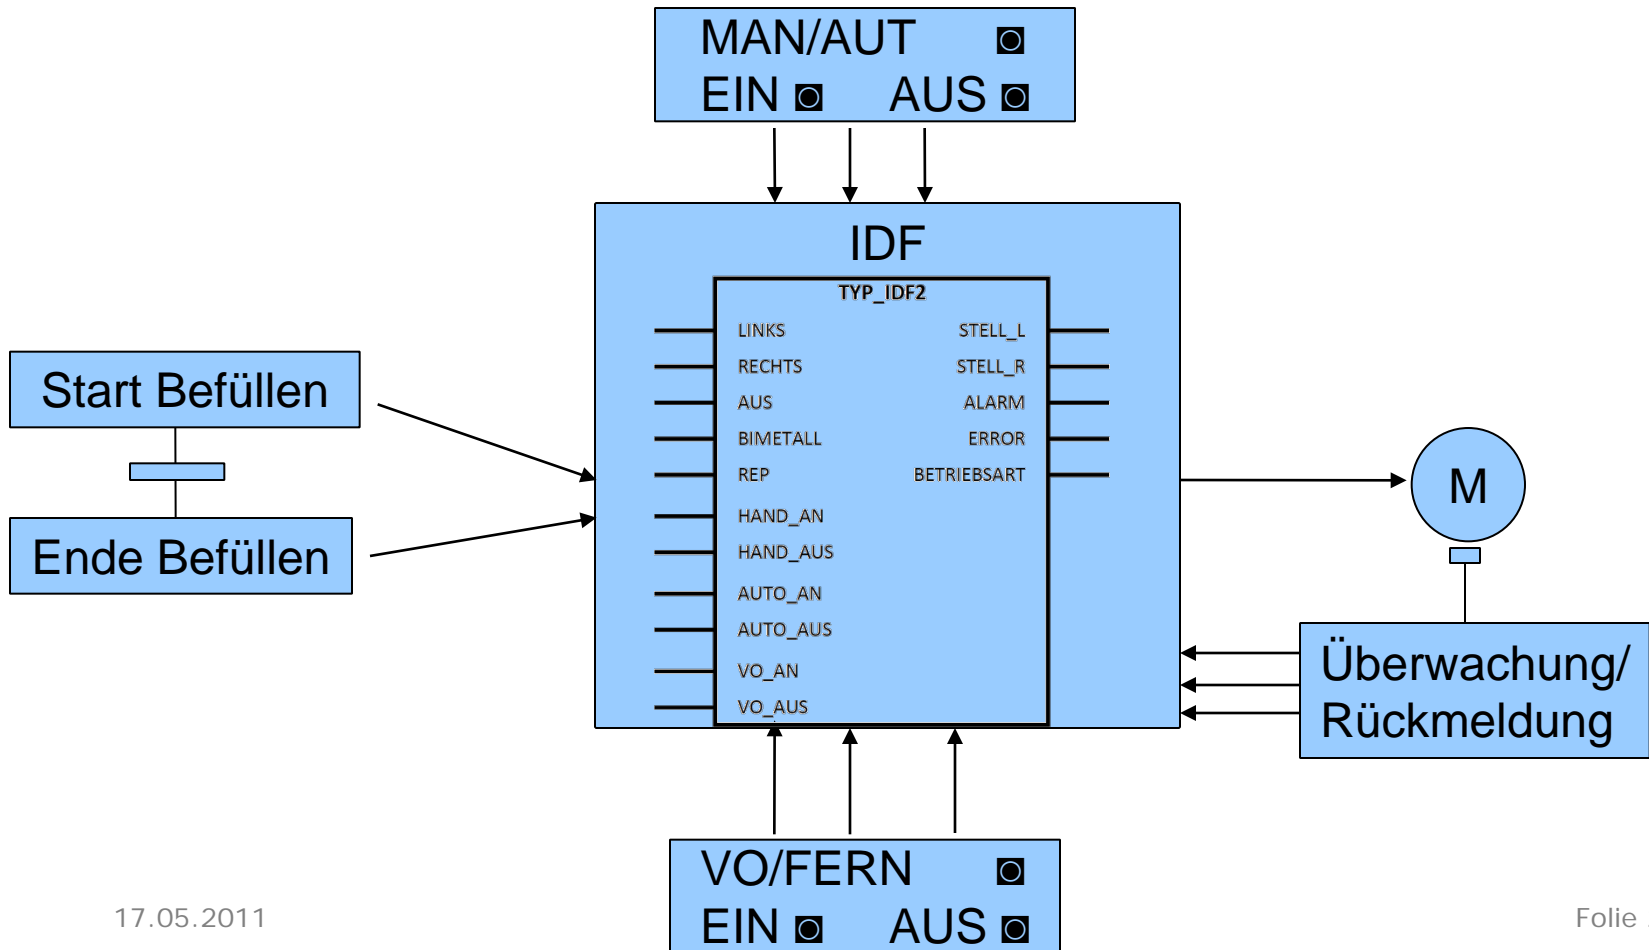 MAN/AUT ◙
EIN ◙ AUS ◙
IDF
TYP_IDF2
LINKS STELL_L
RECHTS STELL_R
AUS ALARM
BIMETALL ERROR
REP BETRIEBSART
HAND_AN
HAND_AUS
AUTO_AN
AUTO_AUS
VO_AN
VO_AUS
Start Befüllen
Ende Befüllen
M
Überwachung/
Rückmeldung
VO/FERN ◙
EIN ◙ AUS ◙
17.05.2011
Folie